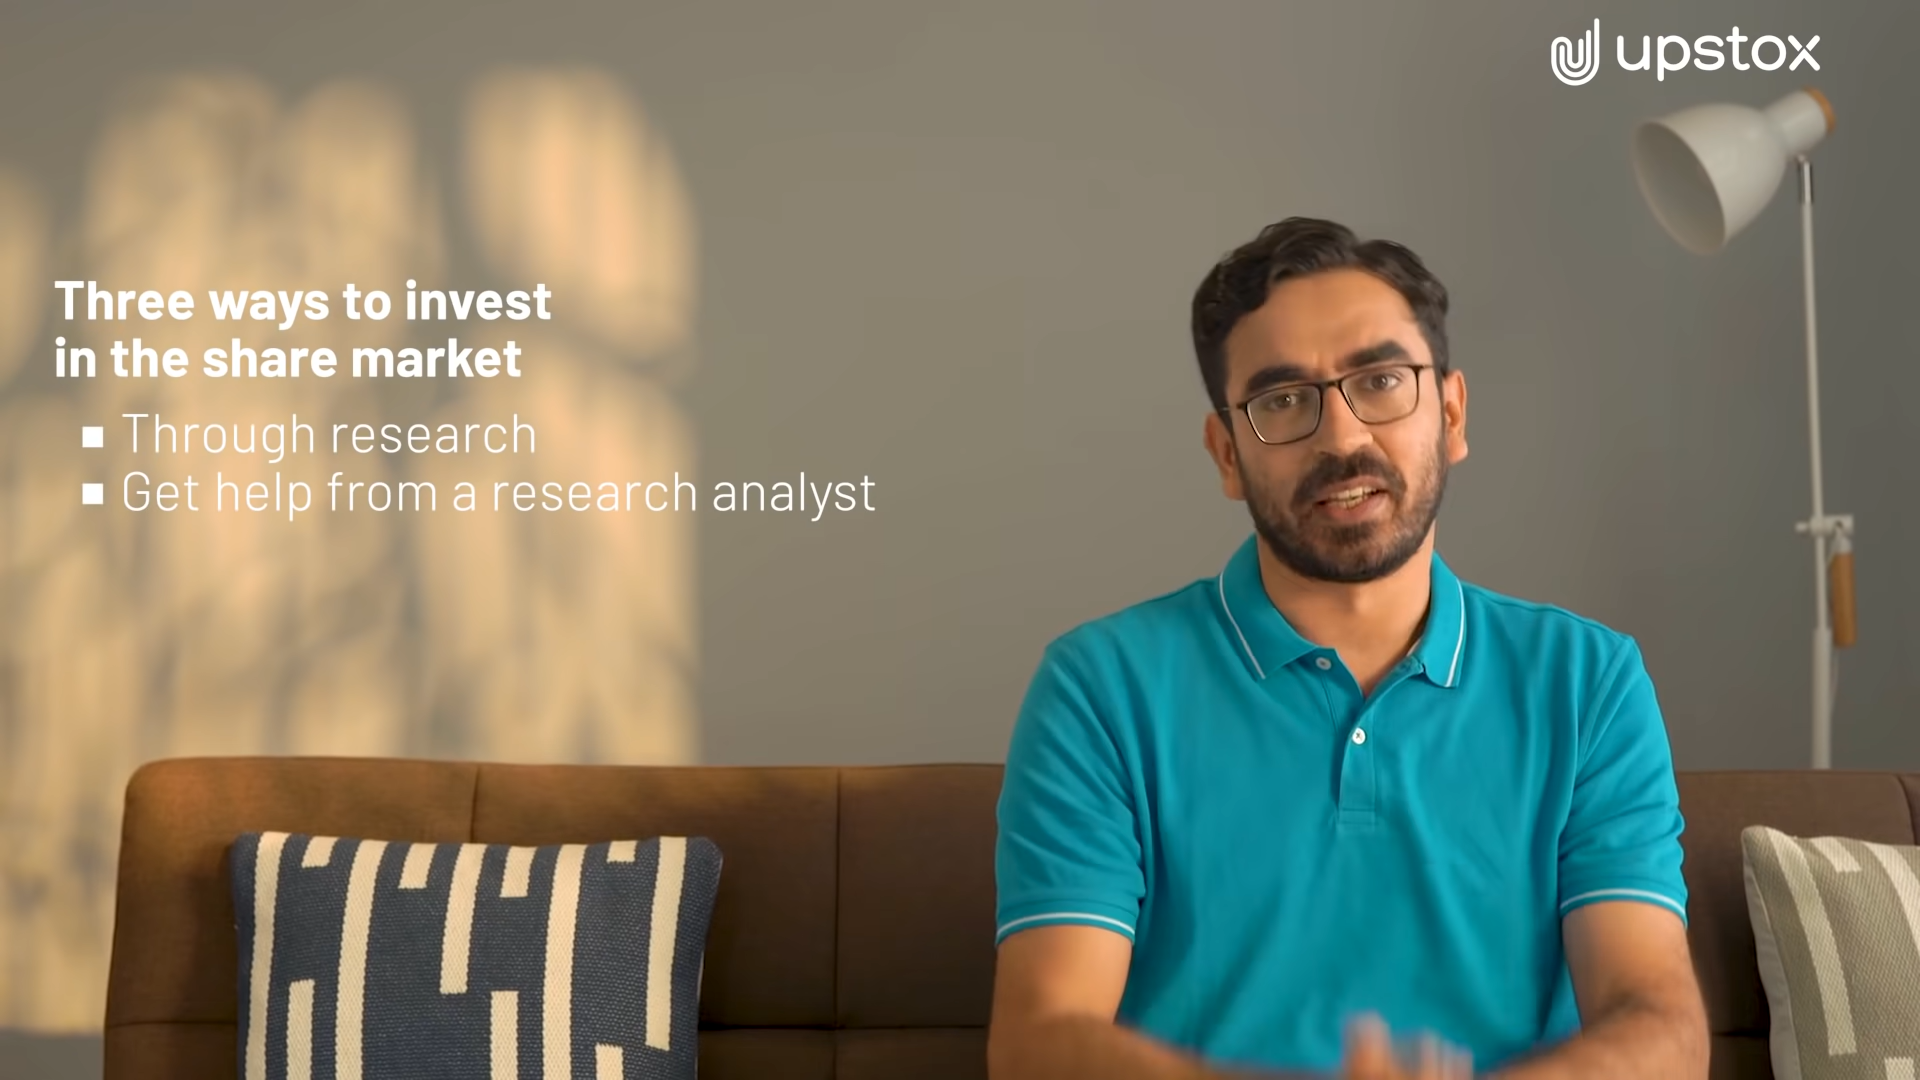 upstox
Three ways to invest
in the share market
▪ Through research
▪ Get help from a research analyst